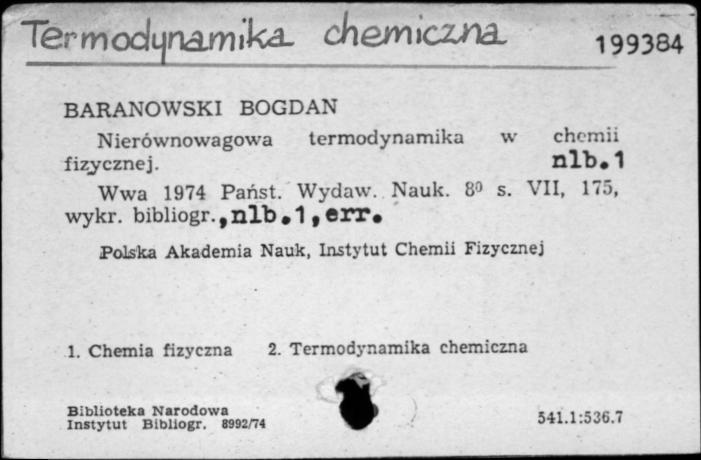 Termodynamika chemiczna
199384
BARANOWSKI BOGDAN
Nierównowagowa termodynamika w chemii
fizycznej.
nlb.1
Wwa 1974 Państ. Wydaw. Nauk. 8⁰ s. VII, 175,
wykr. bibliogr.,nlb.1,err.
Polska Akademia Nauk, Instytut Chemii Fizycznej
1. Chemia fizyczna 2. Termodynamika chemiczna
Biblioteka Narodowa
Instytut Bibliogr. 8992/74
541.1:536.7